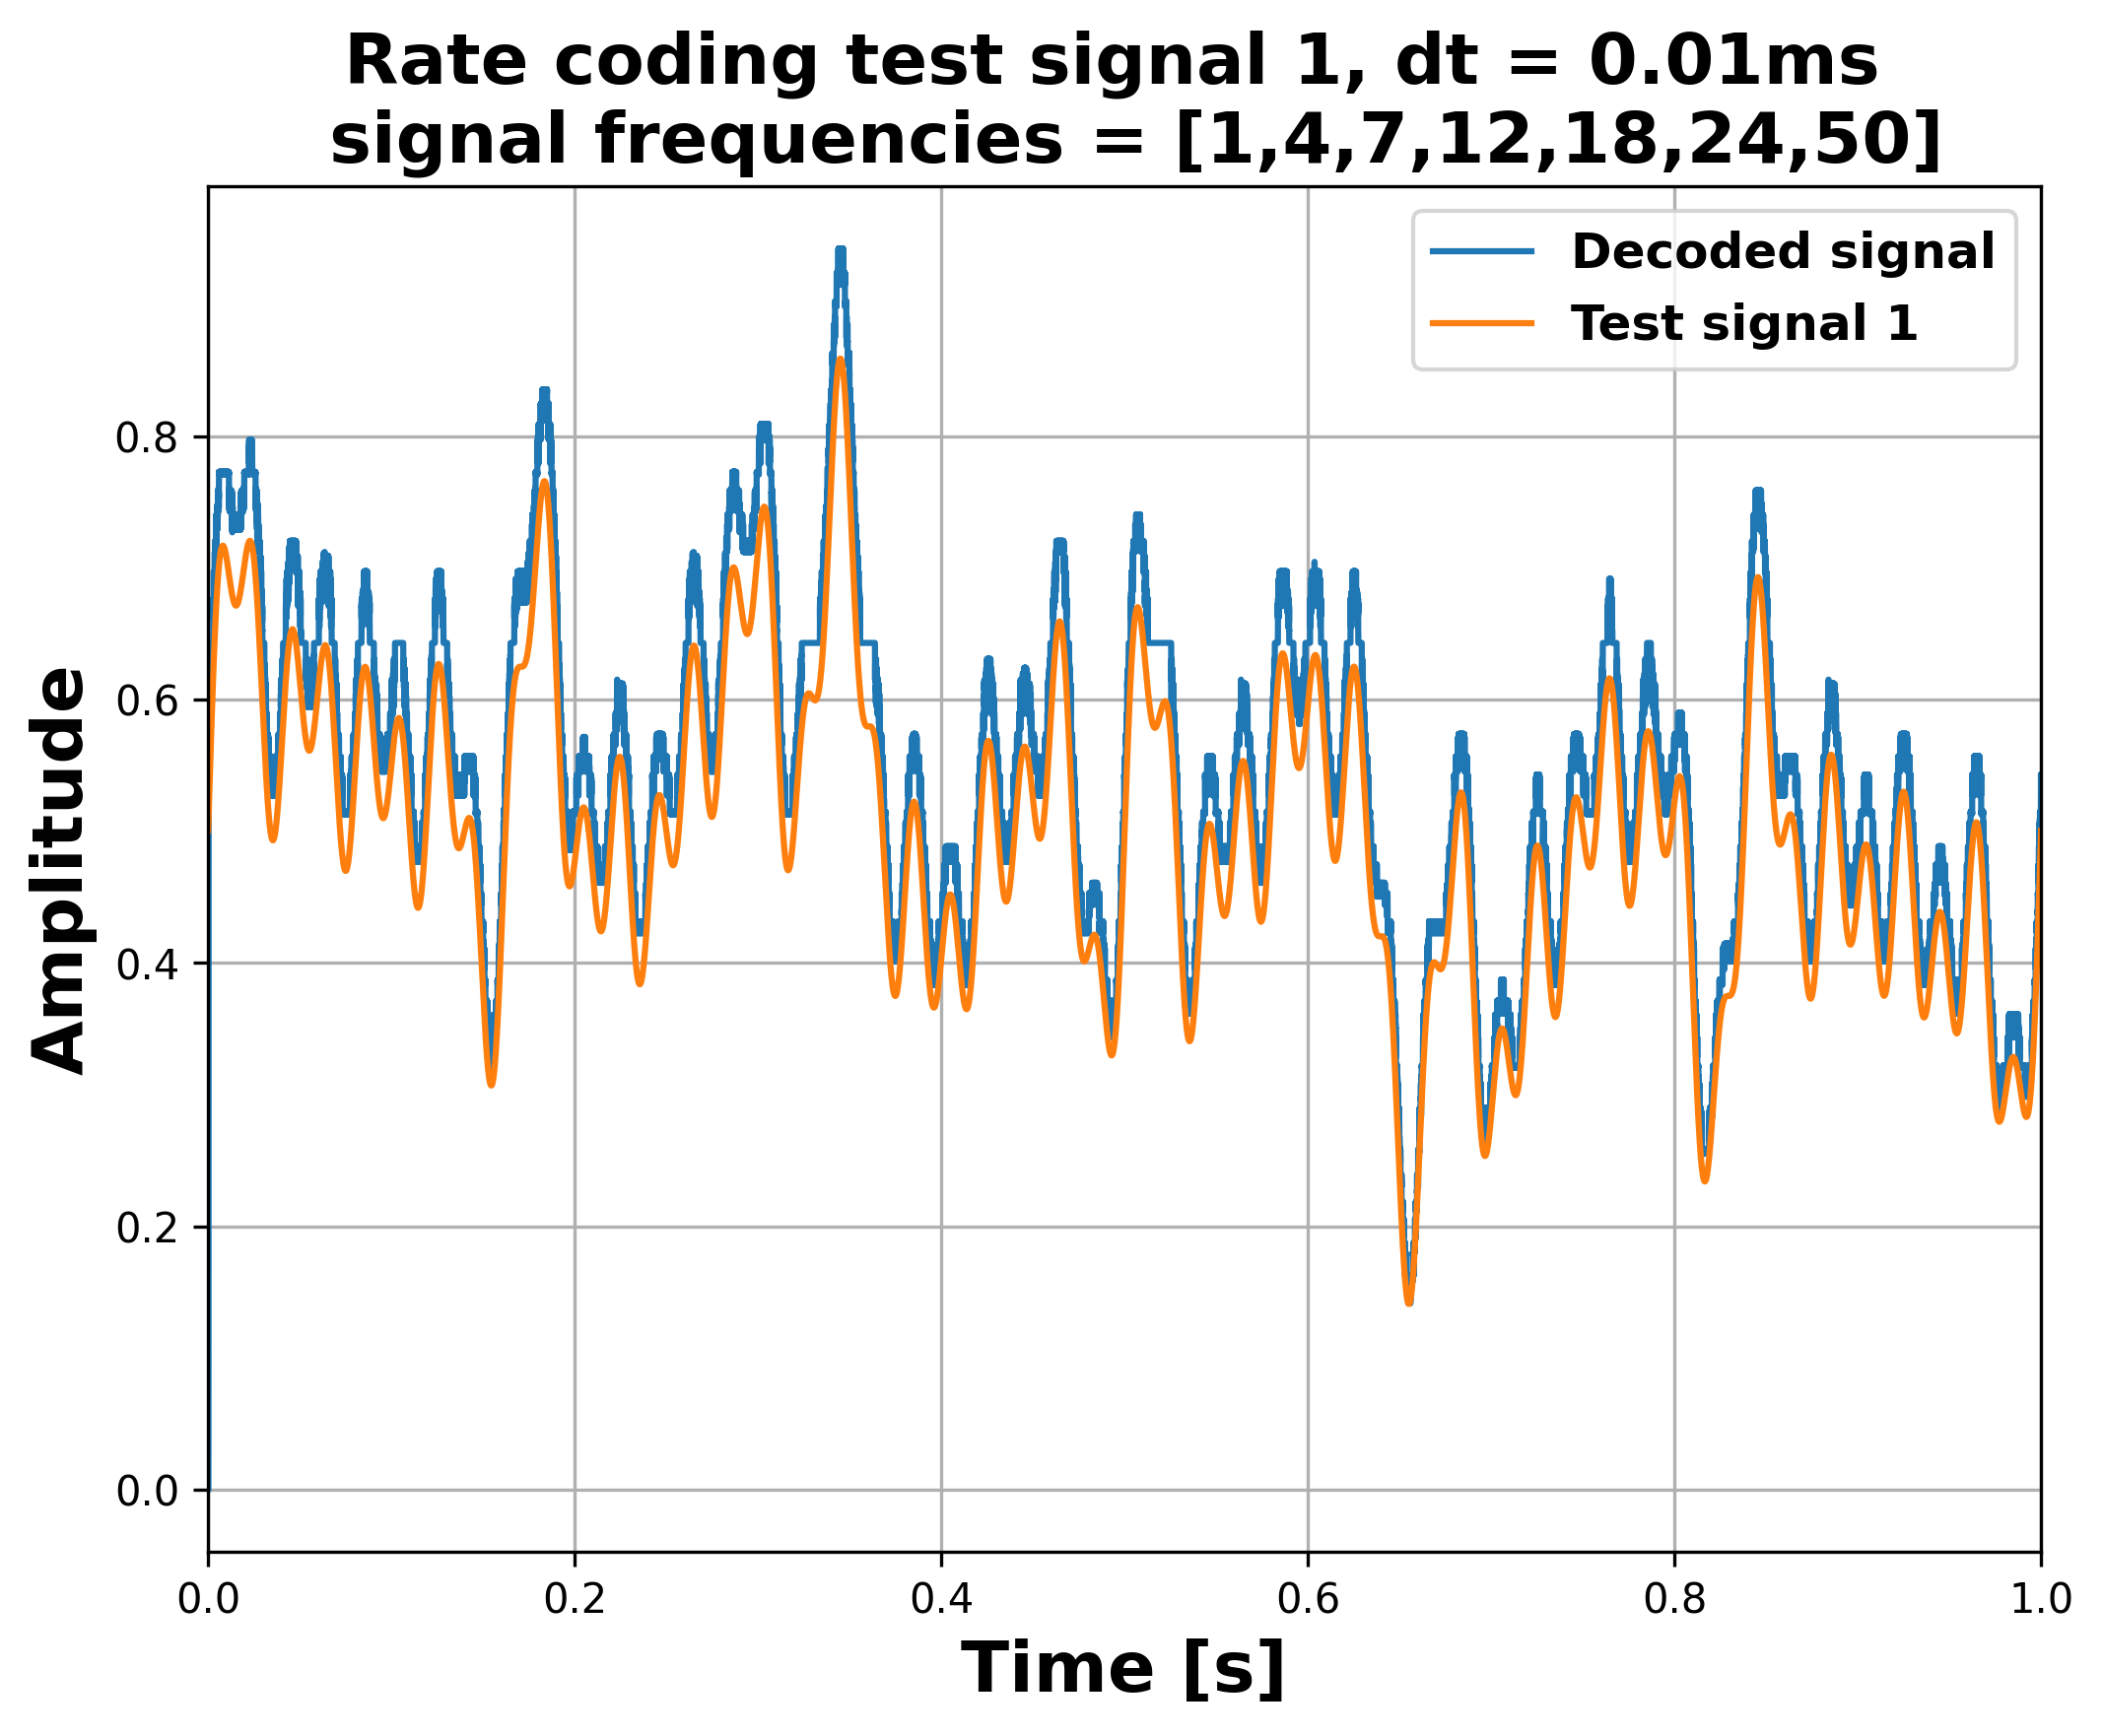 Rate coding test signal 1, dt = 0.01ms
signal frequencies = [1,4,7,12,18,24,50]
Decoded signal
Test signal 1
Amplitude
0.8
0.6
0.4
0.2
0.0
0.0 0.2 0.4 0.6 0.8 1.0
Time [s]